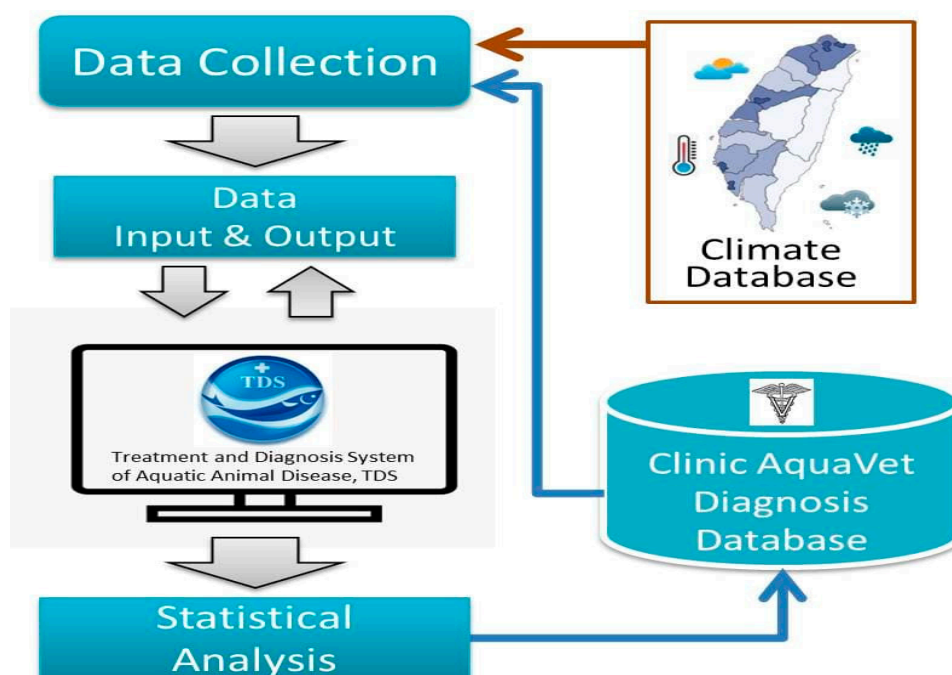 Data Collection
Data
Input & Output
TDS
Treatment and Diagnosis System
of Aquatic Animal Disease, TDS
Statistical
Analysis
Climate
Database
Clinic AquaVet
Diagnosis
Database